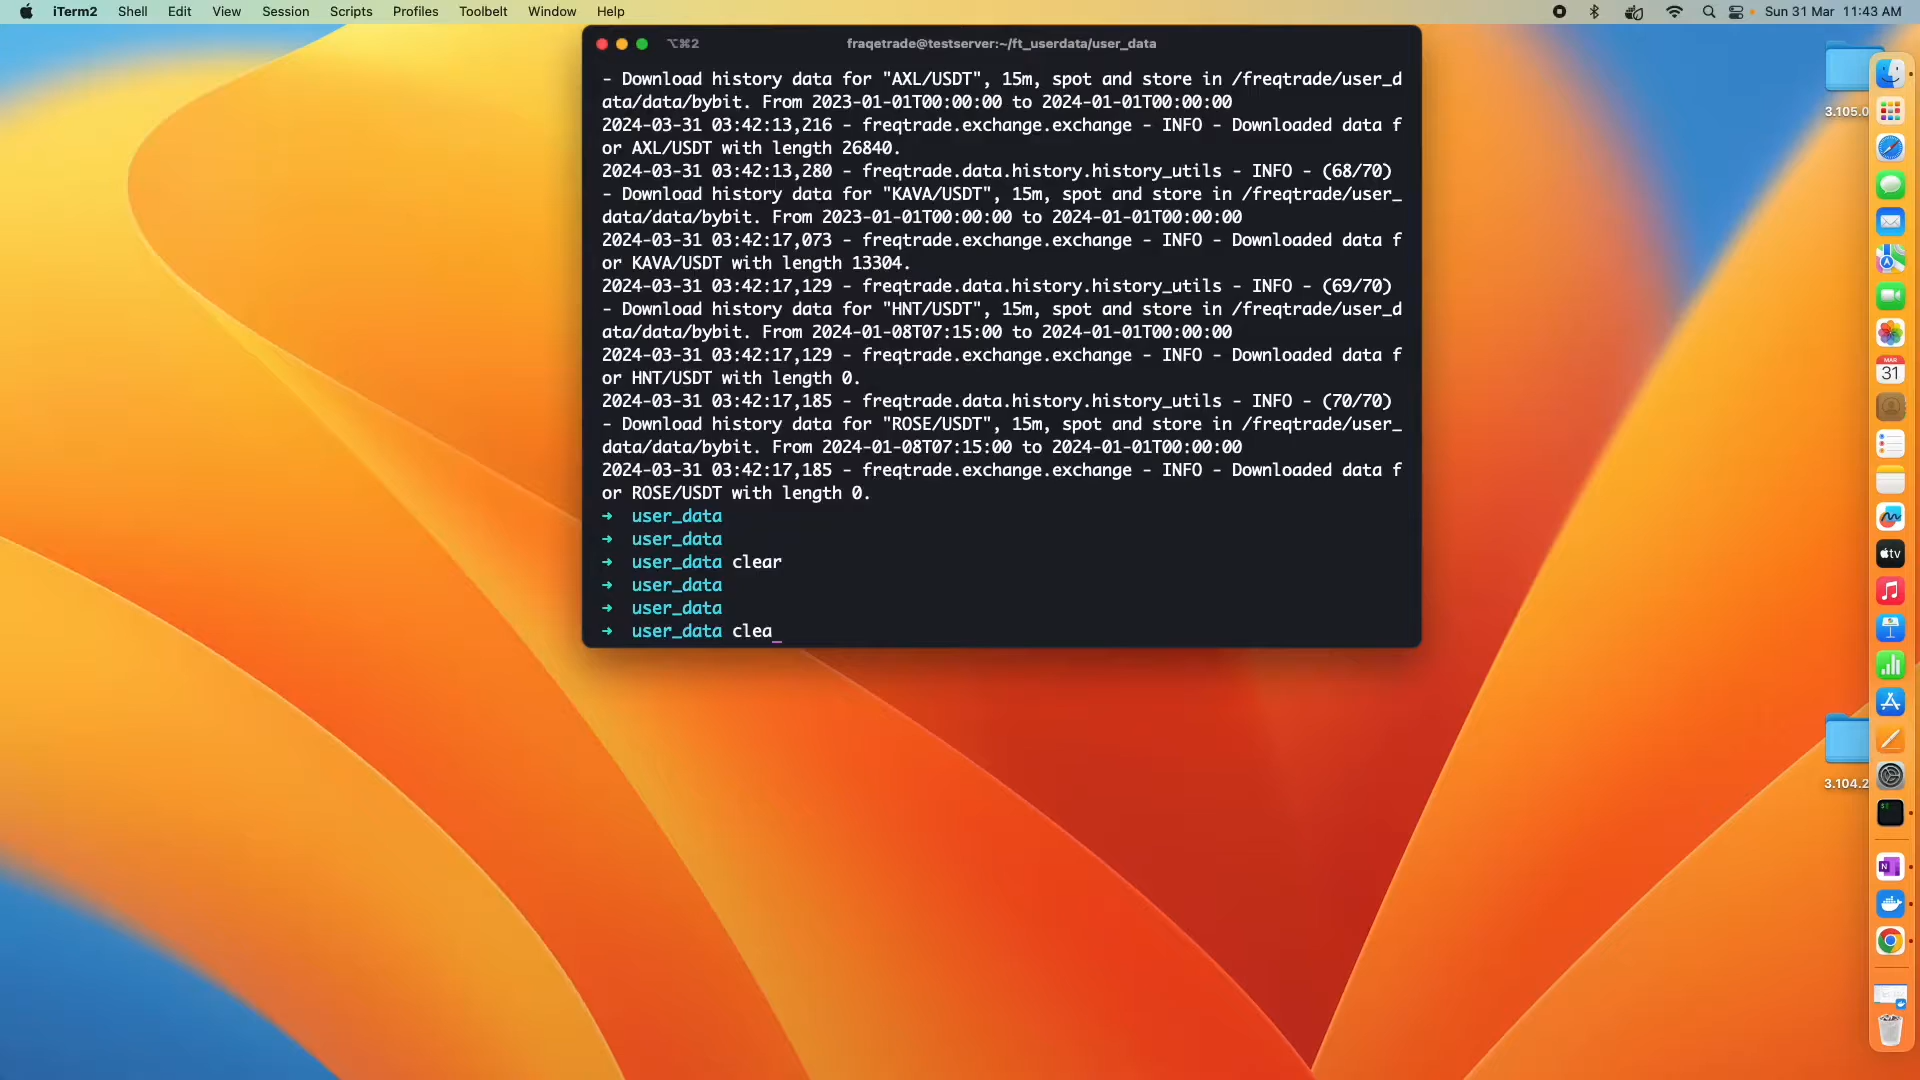 iTerm2 Shell Edit View Session Scripts Profiles Toolbelt Window Help Sun 31 Mar 11:43 AM
⌥⌘2 fraqetrade@testserver:~/ft_userdata/user_data
- Download history data for "AXL/USDT", 15m, spot and store in /freqtrade/user_d
ata/data/bybit. From 2023-01-01T00:00:00 to 2024-01-01T00:00:00
2024-03-31 03:42:13,216 - freqtrade.exchange.exchange - INFO - Downloaded data f
or AXL/USDT with length 26840.
2024-03-31 03:42:13,280 - freqtrade.data.history.history_utils - INFO - (68/70)
- Download history data for "KAVA/USDT", 15m, spot and store in /freqtrade/user_
data/data/bybit. From 2023-01-01T00:00:00 to 2024-01-01T00:00:00
2024-03-31 03:42:17,073 - freqtrade.exchange.exchange - INFO - Downloaded data f
or KAVA/USDT with length 13304.
2024-03-31 03:42:17,129 - freqtrade.data.history.history_utils - INFO - (69/70)
- Download history data for "HNT/USDT", 15m, spot and store in /freqtrade/user_d
ata/data/bybit. From 2024-01-08T07:15:00 to 2024-01-01T00:00:00
2024-03-31 03:42:17,129 - freqtrade.exchange.exchange - INFO - Downloaded data f
or HNT/USDT with length 0.
2024-03-31 03:42:17,185 - freqtrade.data.history.history_utils - INFO - (70/70)
- Download history data for "ROSE/USDT", 15m, spot and store in /freqtrade/user_
data/data/bybit. From 2024-01-08T07:15:00 to 2024-01-01T00:00:00
2024-03-31 03:42:17,185 - freqtrade.exchange.exchange - INFO - Downloaded data f
or ROSE/USDT with length 0.
➜ user_data
➜ user_data
➜ user_data clear
➜ user_data
➜ user_data
➜ user_data clea_
3.105.0
MAR
31
tv
3.104.2